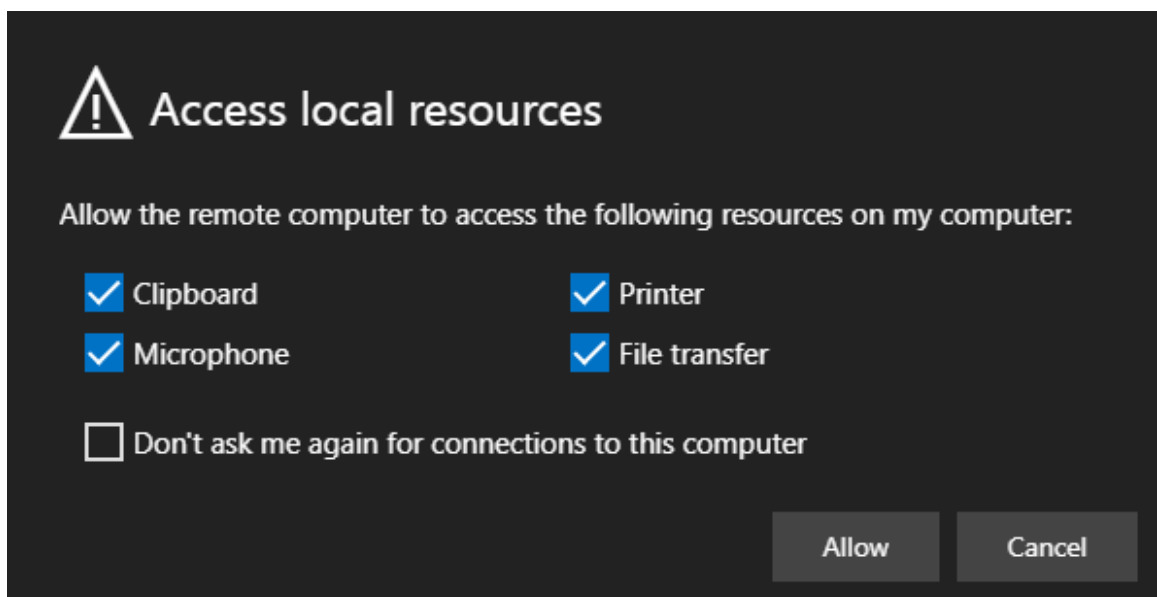 Access local resources
Allow the remote computer to access the following resources on my computer:
Clipboard
Printer
Microphone
File transfer
Don't ask me again for connections to this computer
Allow
Cancel